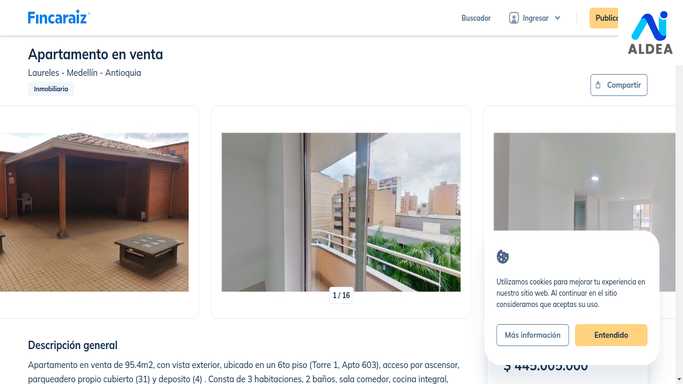 Fincaraiz
Buscador
Ingresar
Public
ALDEA
Apartamento en venta
Laureles - Medellín - Antioquia
Inmobiliario
Compartir
1 / 16
Utilizamos cookies para mejorar tu experiencia en
nuestro sitio web. Al continuar en el sitio
consideramos que aceptas su uso.
Más información
Entendido
$ 445.005.000
Descripción general
Apartamento en venta de 95.4m2, con vista exterior, ubicado en un 6to piso (Torre 1, Apto 603), acceso por ascensor,
parqueadero propio cubierto (31) y deposito (4) . Consta de 3 habitaciones, 2 baños, sala comedor, cocina integral,